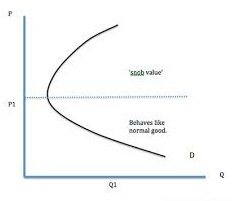 P
'snob value'
P1
Behaves like
normal good.
D
Q
Q1